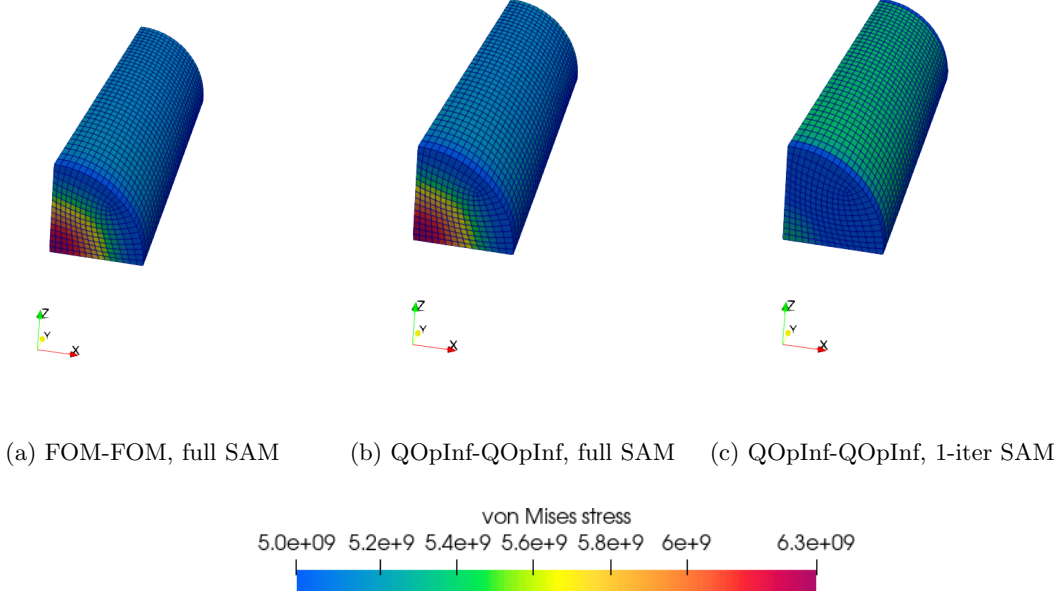 Z
Y
X
Z
Y
X
Z
Y
X
(a) FOM-FOM, full SAM
(b) QOpInf-QOpInf, full SAM
(c) QOpInf-QOpInf, 1-iter SAM
von Mises stress
5.0e+09 5.2e+9 5.4e+9 5.6e+9 5.8e+9 6e+9 6.3e+09